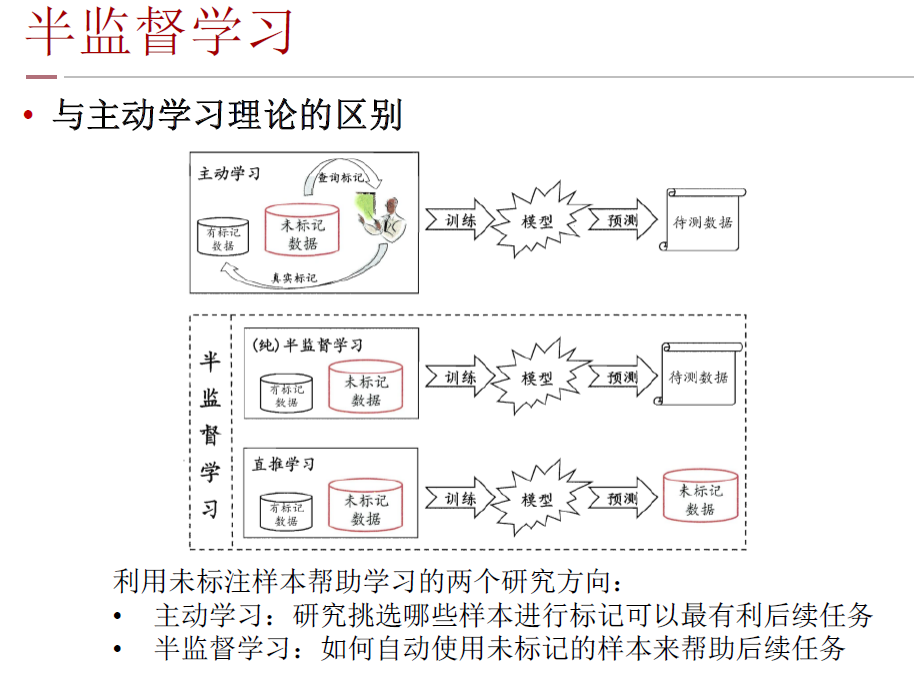 半监督学习
• 与主动学习理论的区别
主动学习
查询标记
有标记
数据
未标记
数据
真实标记
训练
模型
预测
待测数据
半监督学习
(纯)半监督学习
有标记
数据
未标记
数据
训练
模型
预测
待测数据
直推学习
有标记
数据
未标记
数据
训练
模型
预测
未标记
数据
利用未标注样本帮助学习的两个研究方向：
• 主动学习：研究挑选哪些样本进行标记可以最有利后续任务
• 半监督学习：如何自动使用未标记的样本来帮助后续任务